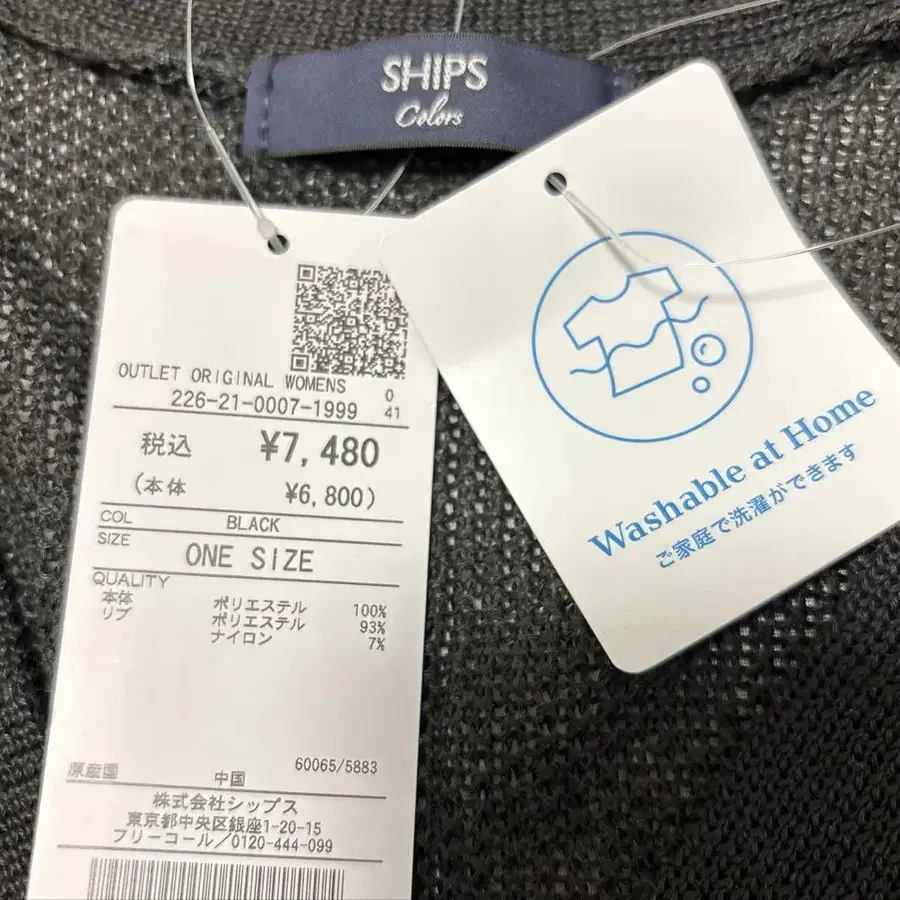 SHIPS
Colors
OUTLET ORIGINAL WOMENS 0
226-21-0007-1999 41
税込 ¥7,480
(本体 ¥6,800)
COL BLACK
SIZE ONE SIZE
QUALITY
本体 ポリエステル 100%
リブ ポリエステル 93%
ナイロン 7%
60065/5883
原産国 中国
株式会社シップス
東京都中央区銀座1-20-15
フリーコール/0120-444-099
Washable at Home
ご家庭で洗濯ができます